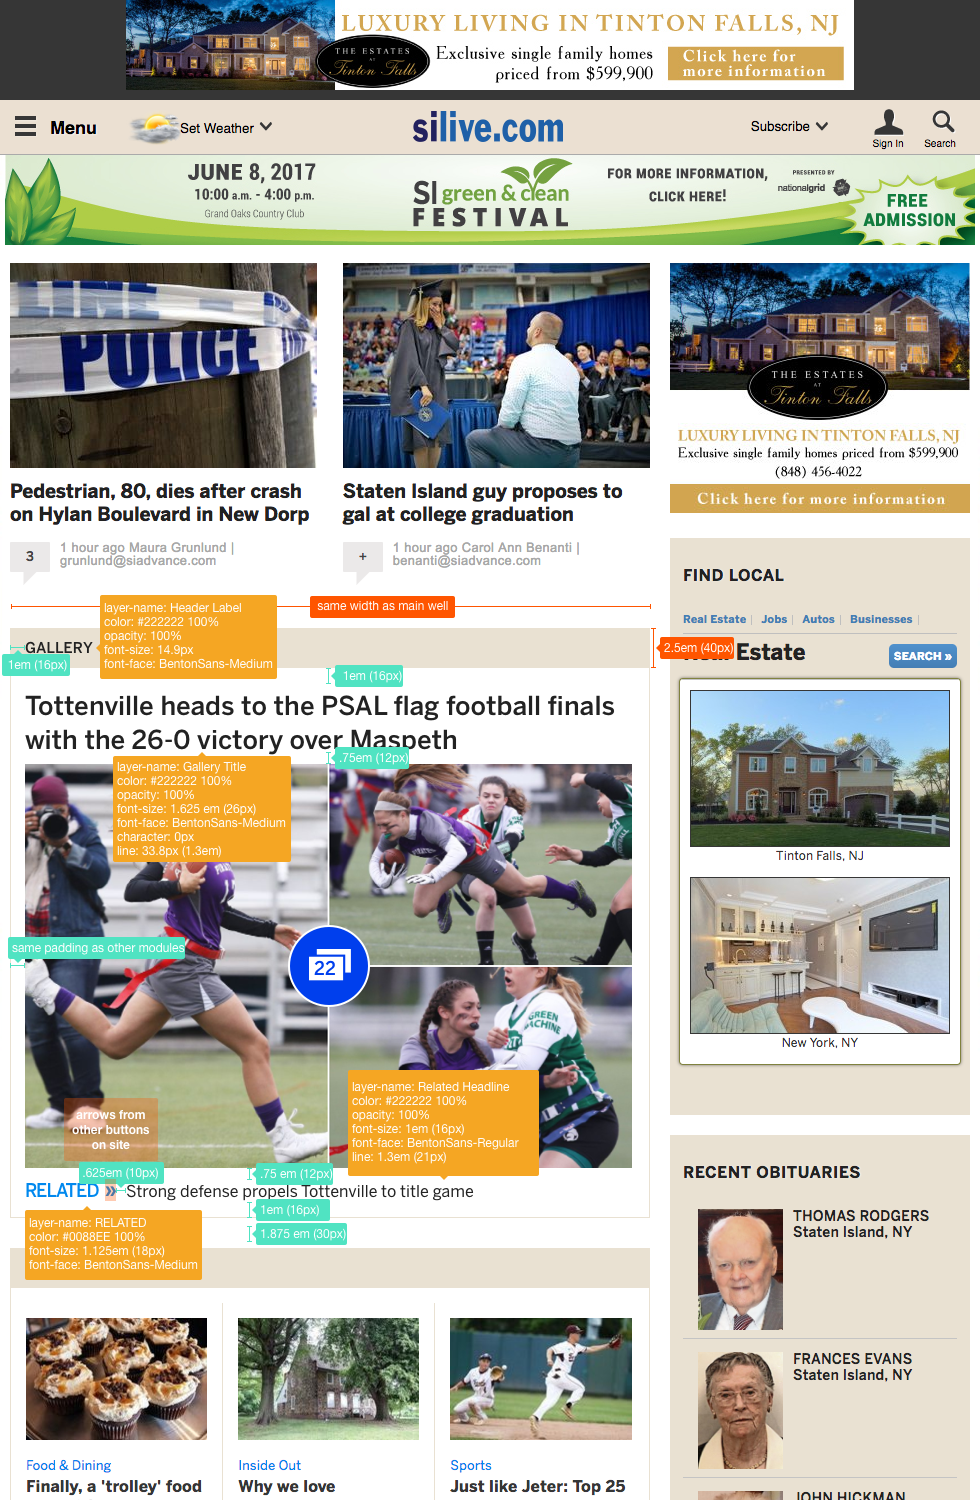 LUXURY LIVING IN TINTON FALLS, NJ
THE ESTATES
AT
Tinton Falls
Exclusive single family homes
priced from $599,900
Click here for
more information
Menu
Set Weather
silive.com
Subscribe
Sign In
Search
JUNE 8, 2017
10:00 a.m. - 4:00 p.m.
Grand Oaks Country Club
SI green & clean
FESTIVAL
FOR MORE INFORMATION,
CLICK HERE!
PRESENTED BY
nationalgrid
FREE
ADMISSION
LINE
POLICE
Pedestrian, 80, dies after crash
on Hylan Boulevard in New Dorp
3
1 hour ago Maura Grunlund |
grunlund@siadvance.com
Staten Island guy proposes to
gal at college graduation
+
1 hour ago Carol Ann Benanti |
benanti@siadvance.com
THE ESTATES
AT
Tinton Falls
LUXURY LIVING IN TINTON FALLS, NJ
Exclusive single family homes priced from $599,900
(848) 456-4022
Click here for more information
same width as main well
layer-name: Header Label
color: #222222 100%
opacity: 100%
font-size: 14.9px
font-face: BentonSans-Medium
GALLERY
1em (16px)
1em (16px)
2.5em (40px)
Tottenville heads to the PSAL flag football finals
with the 26-0 victory over Maspeth
.75em (12px)
layer-name: Gallery Title
color: #222222 100%
opacity: 100%
font-size: 1.625 em (26px)
font-face: BentonSans-Medium
character: 0px
line: 33.8px (1.3em)
same padding as other modules
22
GREEN
MACHINE
layer-name: Related Headline
color: #222222 100%
opacity: 100%
font-size: 1em (16px)
font-face: BentonSans-Regular
line: 1.3em (21px)
arrows from
other buttons
on site
.625em (10px)
.75 em (12px)
RELATED » Strong defense propels Tottenville to title game
1em (16px)
1.875 em (30px)
layer-name: RELATED
color: #0088EE 100%
font-size: 1.125em (18px)
font-face: BentonSans-Medium
Food & Dining
Finally, a 'trolley' food
Inside Out
Why we love
Sports
Just like Jeter: Top 25
FIND LOCAL
Real Estate | Jobs | Autos | Businesses |
Real Estate
SEARCH »
Tinton Falls, NJ
New York, NY
RECENT OBITUARIES
THOMAS RODGERS
Staten Island, NY
FRANCES EVANS
Staten Island, NY
JOHN HICKMAN